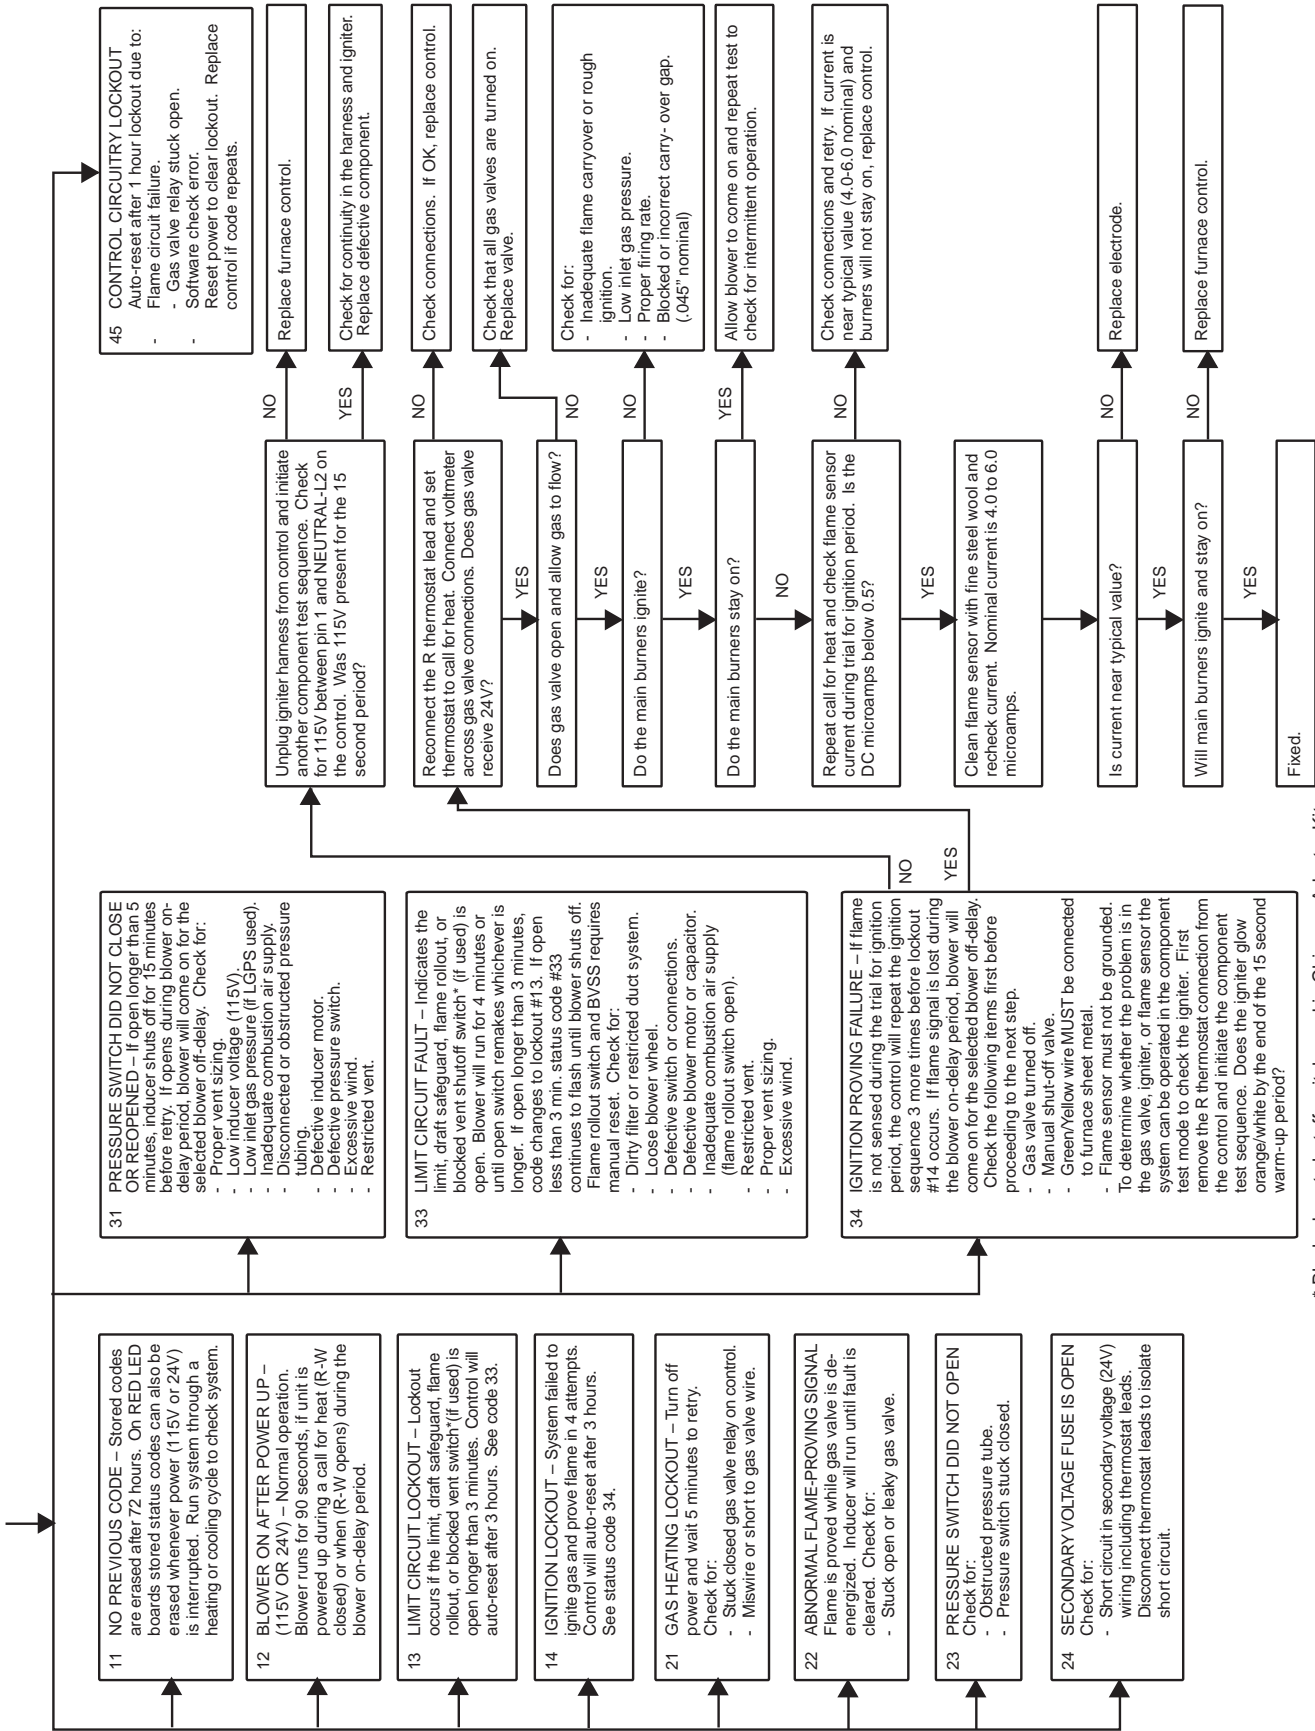 11 NO PREVIOUS CODE – Stored codes
are erased after 72 hours. On RED LED
boards stored status codes can also be
erased whenever power (115V or 24V)
is interrupted. Run system through a
heating or cooling cycle to check system.
12 BLOWER ON AFTER POWER UP –
(115V OR 24V) – Normal operation.
Blower runs for 90 seconds, if unit is
powered up during a call for heat (R-W
closed) or when (R-W opens) during the
blower on-delay period.
13 LIMIT CIRCUIT LOCKOUT – Lockout
occurs if the limit, draft safeguard, flame
rollout, or blocked vent switch*(if used) is
open longer than 3 minutes. Control will
auto-reset after 3 hours. See code 33.
14 IGNITION LOCKOUT – System failed to
ignite gas and prove flame in 4 attempts.
Control will auto-reset after 3 hours.
See status code 34.
21 GAS HEATING LOCKOUT – Turn off
power and wait 5 minutes to retry.
Check for:
- Stuck closed gas valve relay on control.
- Miswire or short to gas valve wire.
22 ABNORMAL FLAME-PROVING SIGNAL
Flame is proved while gas valve is de-
energized. Inducer will run until fault is
cleared. Check for:
- Stuck open or leaky gas valve.
23 PRESSURE SWITCH DID NOT OPEN
Check for:
- Obstructed pressure tube.
- Pressure switch stuck closed.
24 SECONDARY VOLTAGE FUSE IS OPEN
Check for:
- Short circuit in secondary voltage (24V)
wiring including thermostat leads.
Disconnect thermostat leads to isolate
short circuit.
31 PRESSURE SWITCH DID NOT CLOSE
OR REOPENED – If open longer than 5
minutes, inducer shuts off for 15 minutes
before retry. If opens during blower on-
delay period, blower will come on for the
selected blower off-delay. Check for:
- Proper vent sizing.
- Low inducer voltage (115V).
- Low inlet gas pressure (if LGPS used).
- Inadequate combustion air supply.
- Disconnected or obstructed pressure
tubing.
- Defective inducer motor.
- Defective pressure switch.
- Excessive wind.
- Restricted vent.
33 LIMIT CIRCUIT FAULT – Indicates the
limit, draft safeguard, flame rollout, or
blocked vent shutoff switch* (if used) is
open. Blower will run for 4 minutes or
until open switch remakes whichever is
longer. If open longer than 3 minutes,
code changes to lockout #13. If open
less than 3 min. status code #33
continues to flash until blower shuts off.
Flame rollout switch and BVSS requires
manual reset. Check for:
- Dirty filter or restricted duct system.
- Loose blower wheel.
- Defective switch or connections.
- Defective blower motor or capacitor.
- Inadequate combustion air supply
(flame rollout switch open).
- Restricted vent.
- Proper vent sizing.
- Excessive wind.
34 IGNITION PROVING FAILURE – If flame
is not sensed during the trial for ignition
period, the control will repeat the ignition
sequence 3 more times before lockout
#14 occurs. If flame signal is lost during
the blower on-delay period, blower will
come on for the selected blower off-delay.
Check the following items first before
proceeding to the next step.
- Gas valve turned off.
- Manual shut-off valve.
- Green/Yellow wire MUST be connected
to furnace sheet metal.
- Flame sensor must not be grounded.
To determine whether the problem is in
the gas valve, igniter, or flame sensor the
system can be operated in the component
test mode to check the igniter. First
remove the R thermostat connection from
the control and initiate the component
test sequence. Does the igniter glow
orange/white by the end of the 15 second
warm-up period?
NO
YES
45 CONTROL CIRCUITRY LOCKOUT
Auto-reset after 1 hour lockout due to:
- Flame circuit failure.
- Gas valve relay stuck open.
- Software check error.
Reset power to clear lockout. Replace
control if code repeats.
Unplug igniter harness from control and initiate
another component test sequence. Check
for 115V between pin 1 and NEUTRAL-L2 on
the control. Was 115V present for the 15
second period?
NO
Replace furnace control.
YES
Check for continuity in the harness and igniter.
Replace defective component.
Reconnect the R thermostat lead and set
thermostat to call for heat. Connect voltmeter
across gas valve connections. Does gas valve
receive 24V?
NO
Check connections. If OK, replace control.
YES
Does gas valve open and allow gas to flow?
NO
Check that all gas valves are turned on.
Replace valve.
YES
Do the main burners ignite?
NO
Check for:
- Inadequate flame carryover or rough
ignition.
- Low inlet gas pressure.
- Proper firing rate.
- Blocked or incorrect carry- over gap.
(.045” nominal)
YES
Do the main burners stay on?
YES
Allow blower to come on and repeat test to
check for intermittent operation.
NO
Repeat call for heat and check flame sensor
current during trial for ignition period. Is the
DC microamps below 0.5?
NO
Check connections and retry. If current is
near typical value (4.0-6.0 nominal) and
burners will not stay on, replace control.
YES
Clean flame sensor with fine steel wool and
recheck current. Nominal current is 4.0 to 6.0
microamps.
Is current near typical value?
NO
Replace electrode.
YES
Will main burners ignite and stay on?
NO
Replace furnace control.
YES
Fixed.